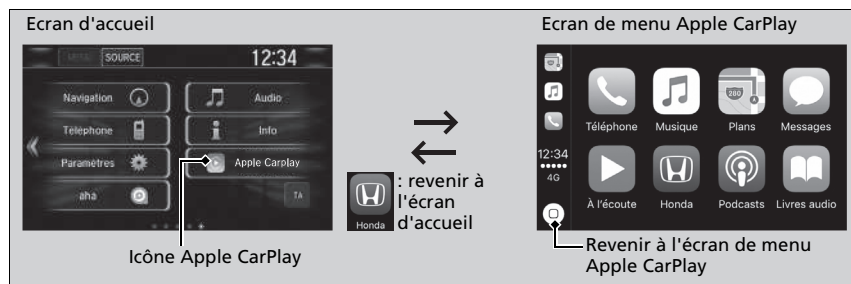 Ecran d'accueil
MENU SOURCE 12:34
Navigation Audio
Téléphone Info
Paramètres Apple Carplay
aha TA
Icône Apple CarPlay
Honda
: revenir à
l'écran
d'accueil
Ecran de menu Apple CarPlay
280
Téléphone Musique Plans Messages
12:34
4G
À l'écoute Honda Podcasts Livres audio
Revenir à l'écran de menu
Apple CarPlay